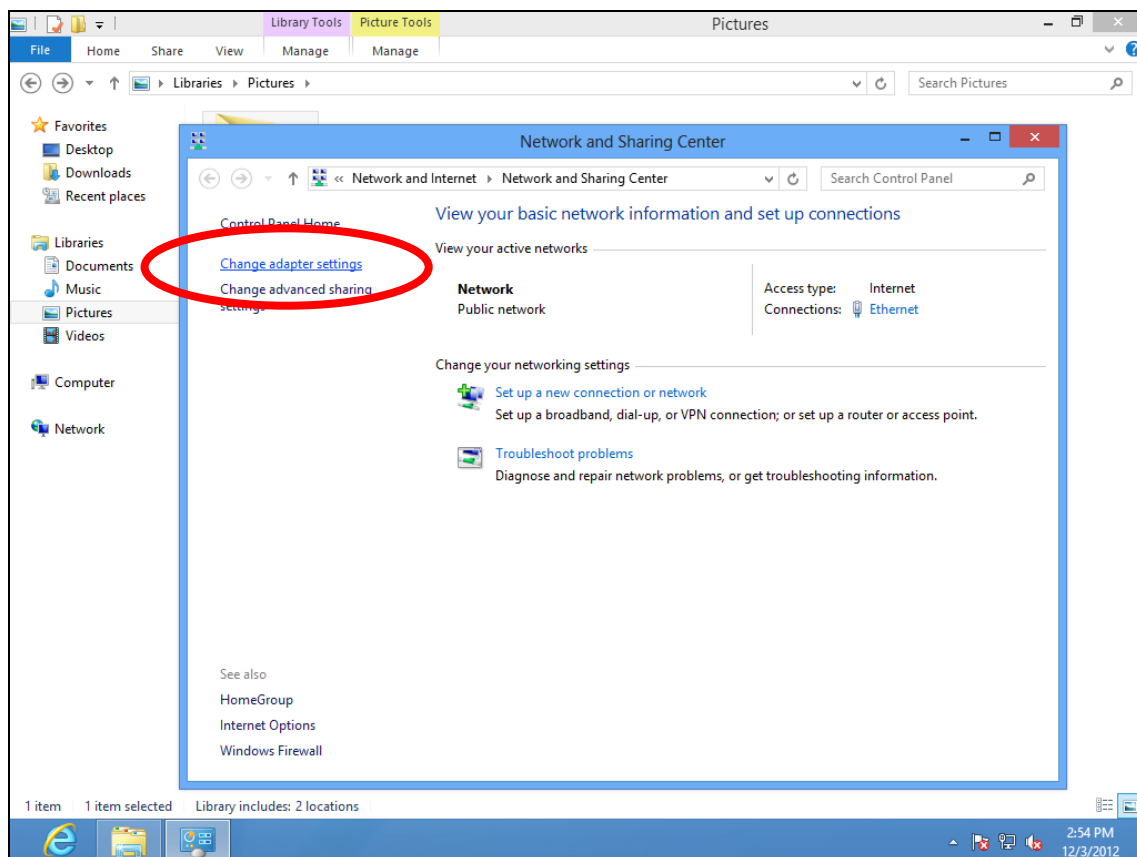 Library Tools Picture Tools Pictures
File Home Share View Manage Manage
Libraries Pictures Search Pictures
Favorites
Desktop
Downloads
Recent places
Libraries
Documents
Music
Pictures
Videos
Computer
Network
Network and Sharing Center
« Network and Internet Network and Sharing Center Search Control Panel
Control Panel Home
Change adapter settings
Change advanced sharing
settings
View your basic network information and set up connections
View your active networks
Network
Public network
Access type: Internet
Connections: Ethernet
Change your networking settings
Set up a new connection or network
Set up a broadband, dial-up, or VPN connection; or set up a router or access point.
Troubleshoot problems
Diagnose and repair network problems, or get troubleshooting information.
See also
HomeGroup
Internet Options
Windows Firewall
1 item 1 item selected Library includes: 2 locations
2:54 PM
12/3/2012